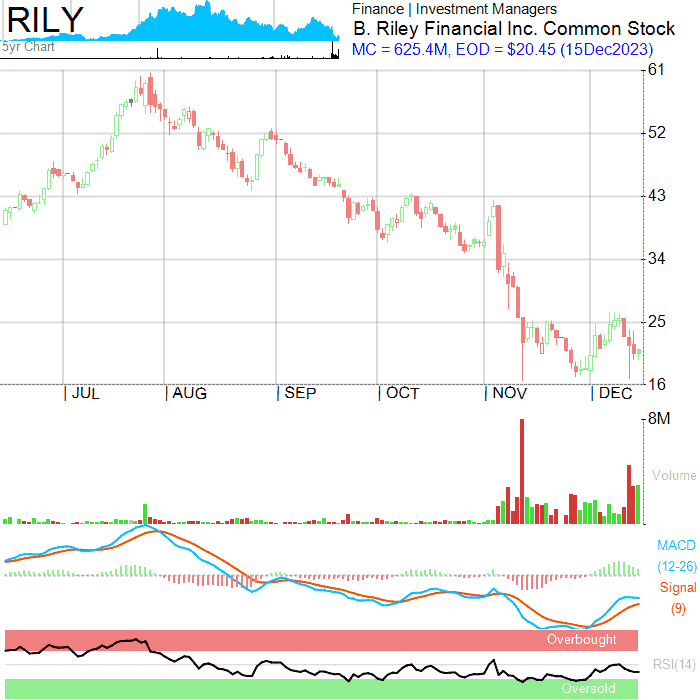 RILY
5yr Chart
Finance | Investment Managers
B. Riley Financial Inc. Common Stock
MC = 625.4M, EOD = $20.45 (15Dec2023)
61
52
43
34
25
16
| JUL | AUG | SEP | OCT | NOV | DEC
8M
Volume
MACD
(12-26)
Signal
(9)
Overbought
RSI(14)
Oversold